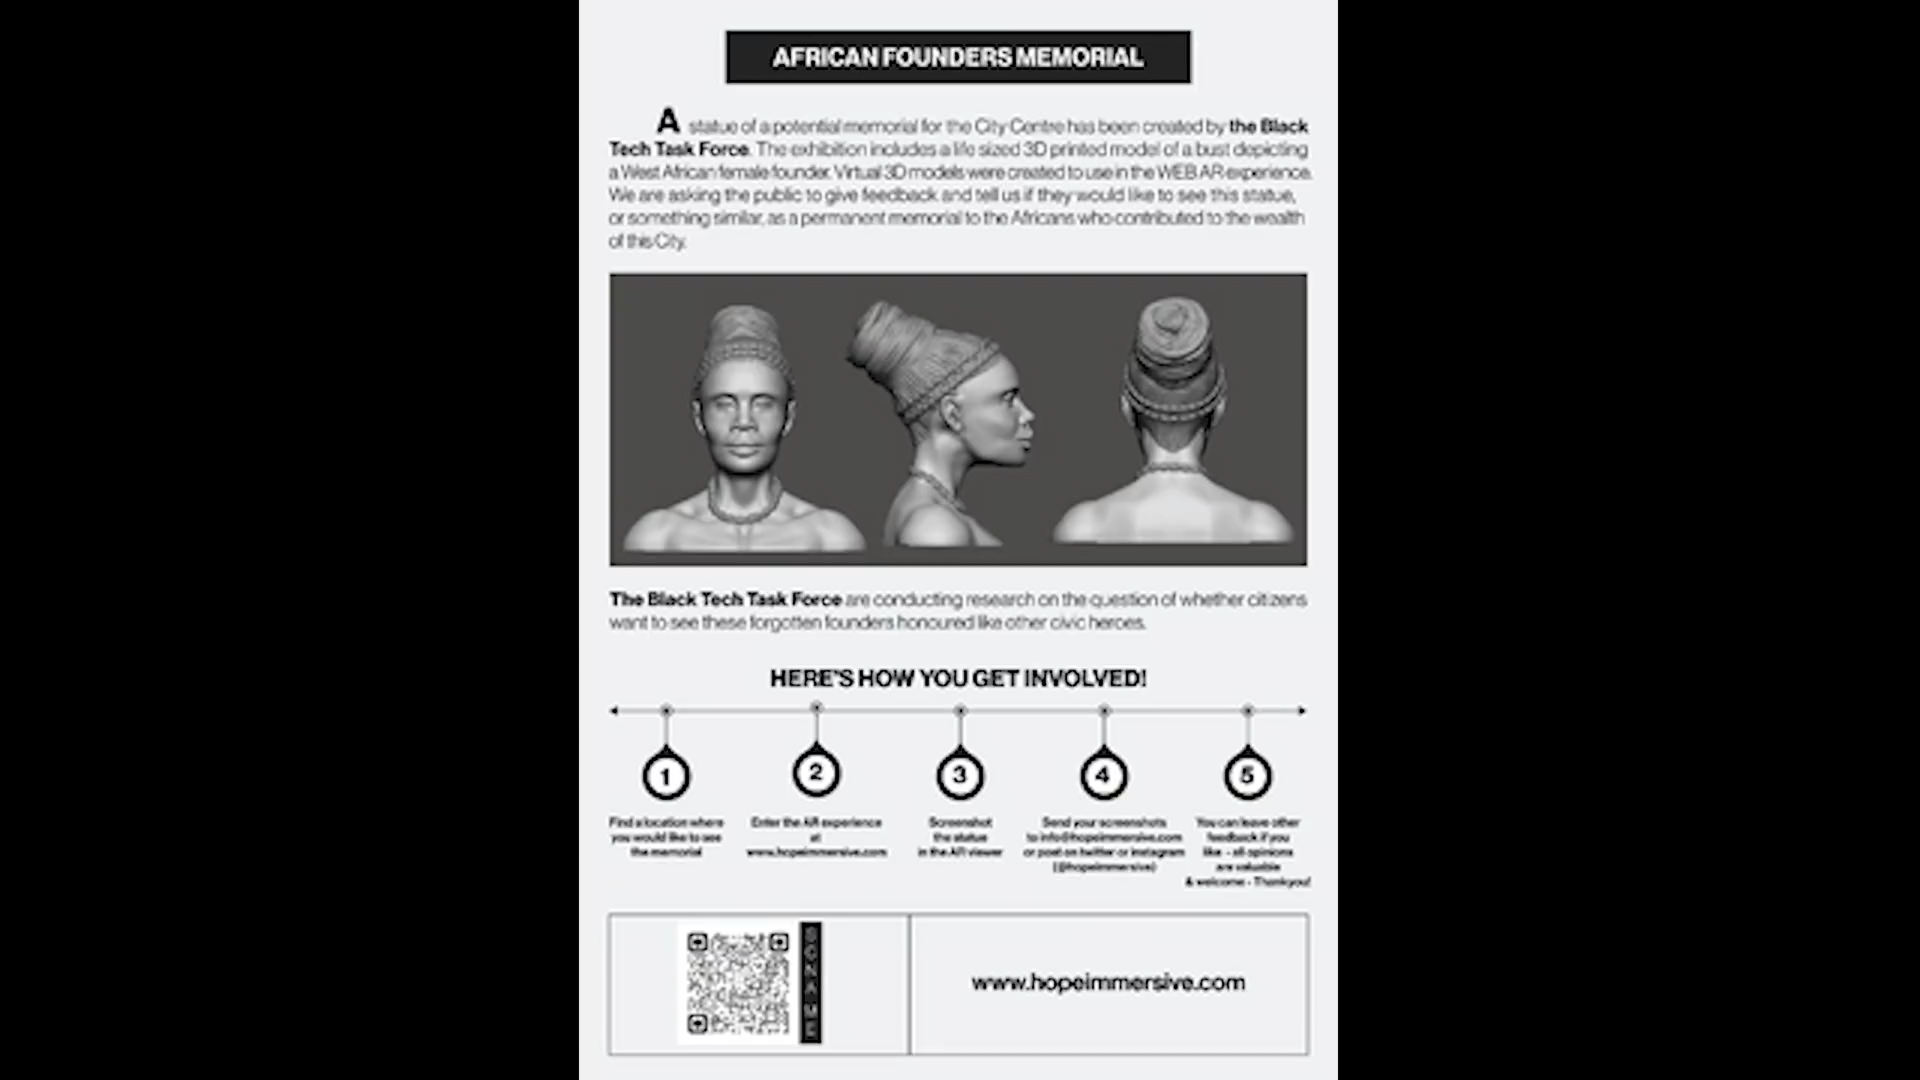 AFRICAN FOUNDERS MEMORIAL
A statue of a potential memorial for the City Centre has been created by the Black
Tech Task Force. The exhibition includes a life sized 3D printed model of a bust depicting
a West African female founder. Virtual 3D models were created to use in the WEB AR experience.
We are asking the public to give feedback and tell us if they would like to see this statue,
or something similar, as a permanent memorial to the Africans who contributed to the wealth
of this City.
The Black Tech Task Force are conducting research on the question of whether citizens
want to see these forgotten founders honoured like other civic heroes.
HERE'S HOW YOU GET INVOLVED!
1
Find a location where
you would like to see
the memorial
2
Enter the AR experience
at
www.hopeimmersive.com
3
Screenshot
the statue
in the AR viewer
4
Send your screenshots
to info@hopeimmersive.com
or post on twitter or instagram
(@hopeimmersive)
5
You can leave other
feedback if you
like - all opinions
are valuable
& welcome - Thankyou!
www.hopeimmersive.com